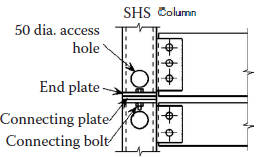 SHS Column
50 dia. access
hole
End plate
Connecting plate
Connecting bolt